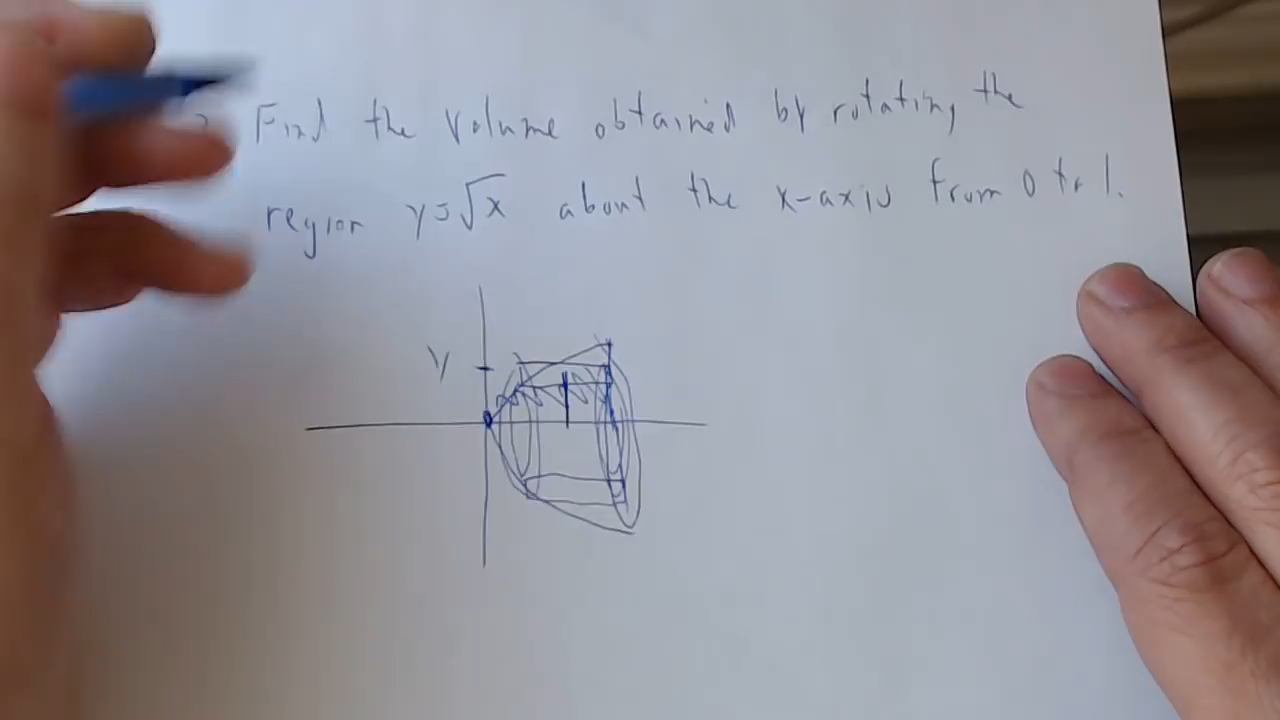 Find the volume obtained by rotating the
region y=√x about the x-axis from 0 to 1.
y